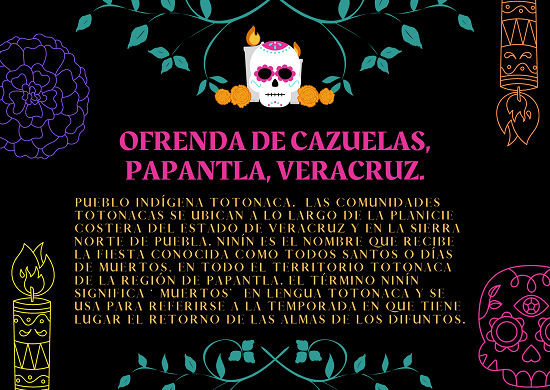 OFRENDA DE CAZUELAS,
PAPANTLA, VERACRUZ.
PUEBLO INDÍGENA TOTONACA. LAS COMUNIDADES
TOTONACAS SE UBICAN A LO LARGO DE LA PLANICIE
COSTERA DEL ESTADO DE VERACRUZ Y EN LA SIERRA
NORTE DE PUEBLA. NINÍN ES EL NOMBRE QUE RECIBE
LA FIESTA CONOCIDA COMO TODOS SANTOS O DÍAS
DE MUERTOS. EN TODO EL TERRITORIO TOTONACA
DE LA REGIÓN DE PAPANTLA, EL TÉRMINO NINÍN
SIGNIFICA ' MUERTOS' EN LENGUA TOTONACA Y SE
USA PARA REFERIRSE A LA TEMPORADA EN QUE TIENE
LUGAR EL RETORNO DE LAS ALMAS DE LOS DIFUNTOS.